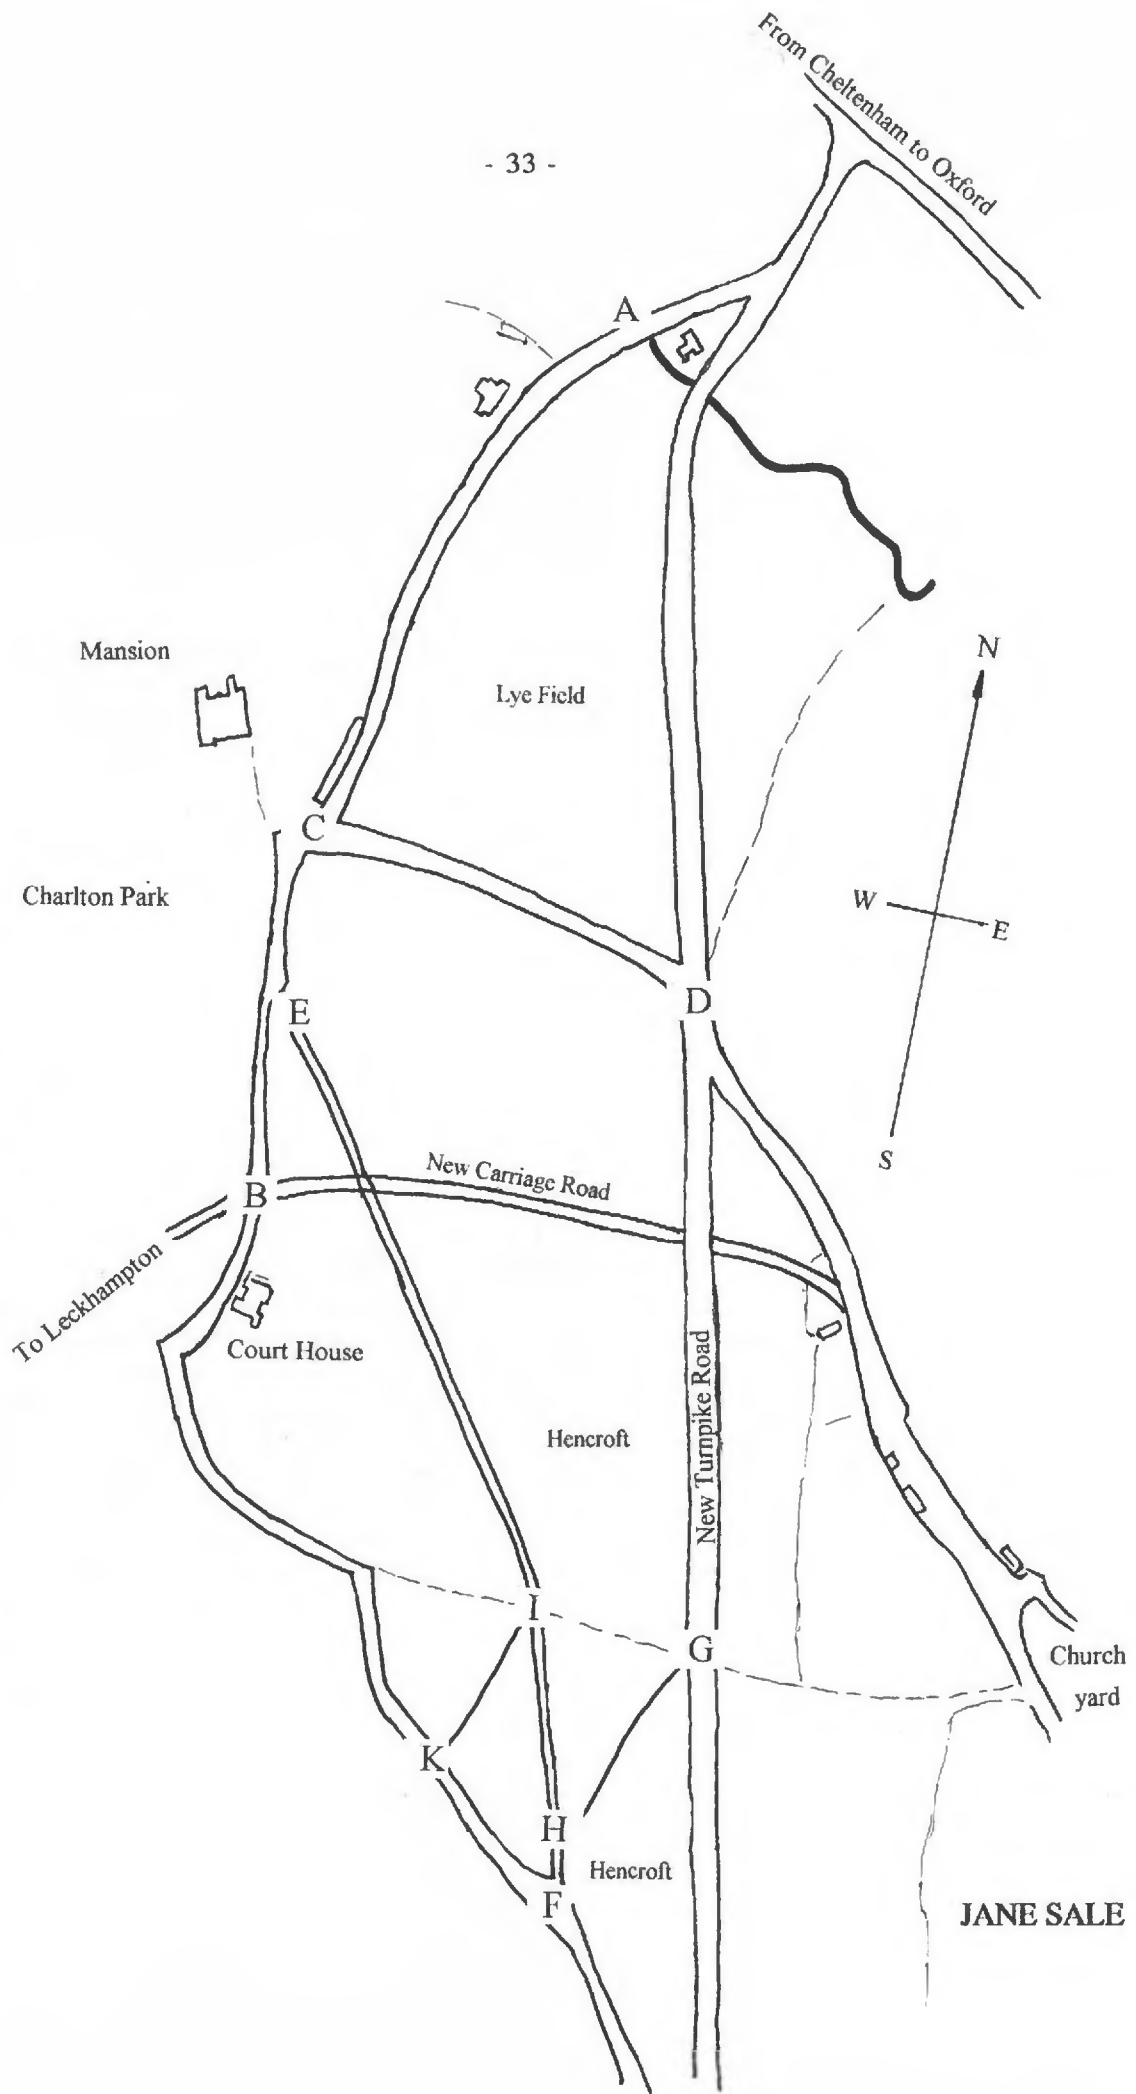 From Cheltenham to Oxford
- 33 -
A
Mansion
Lye Field
N
C
Charlton Park
W
E
D
E
S
New Carriage Road
B
To Leckhampton
Court House
Hencroft
New Turnpike Road
I
G
Church
yard
K
H
Hencroft
F
JANE SALE